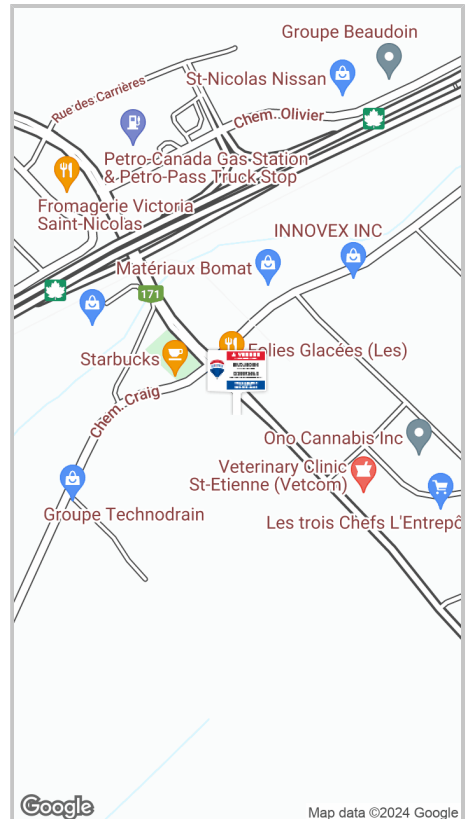 Groupe Beaudoin
St-Nicolas Nissan
Rue des Carrières
Chem. Olivier
Petro-Canada Gas Station
& Petro-Pass Truck Stop
Fromagerie Victoria
Saint-Nicolas
INNOVEX INC
Matériaux Bomat
171
Folies Glacées (Les)
Starbucks
Chem. Craig
Ono Cannabis Inc
Veterinary Clinic
St-Etienne (Vetcom)
Groupe Technodrain
Les trois Chefs L'Entrepô
Google
Map data ©2024 Google